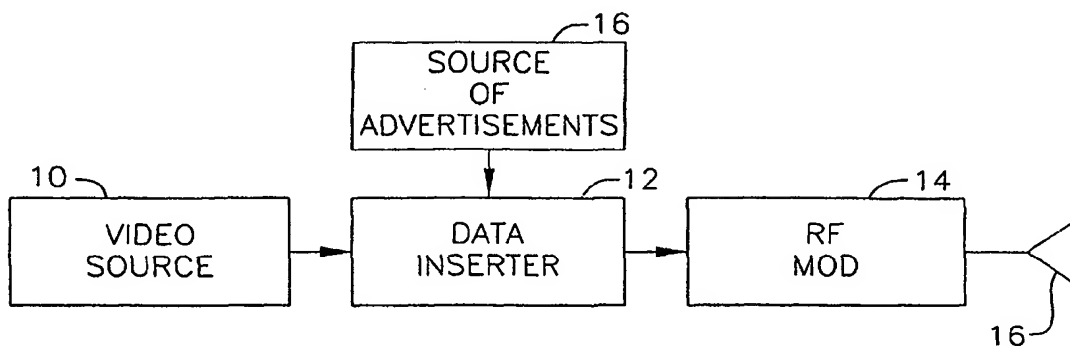 16
SOURCE
OF
ADVERTISEMENTS
10
12
14
VIDEO
SOURCE
DATA
INSERTER
RF
MOD
16